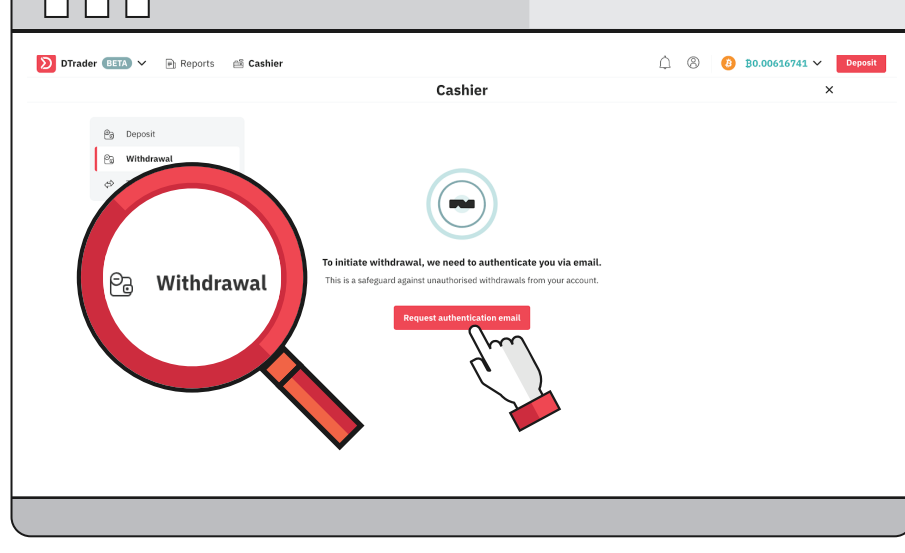 DTrader BETA Reports Cashier ₿0.00616741 Deposit
Cashier
Deposit
Withdrawal
Withdrawal
To initiate withdrawal, we need to authenticate you via email.
This is a safeguard against unauthorised withdrawals from your account.
Request authentication email